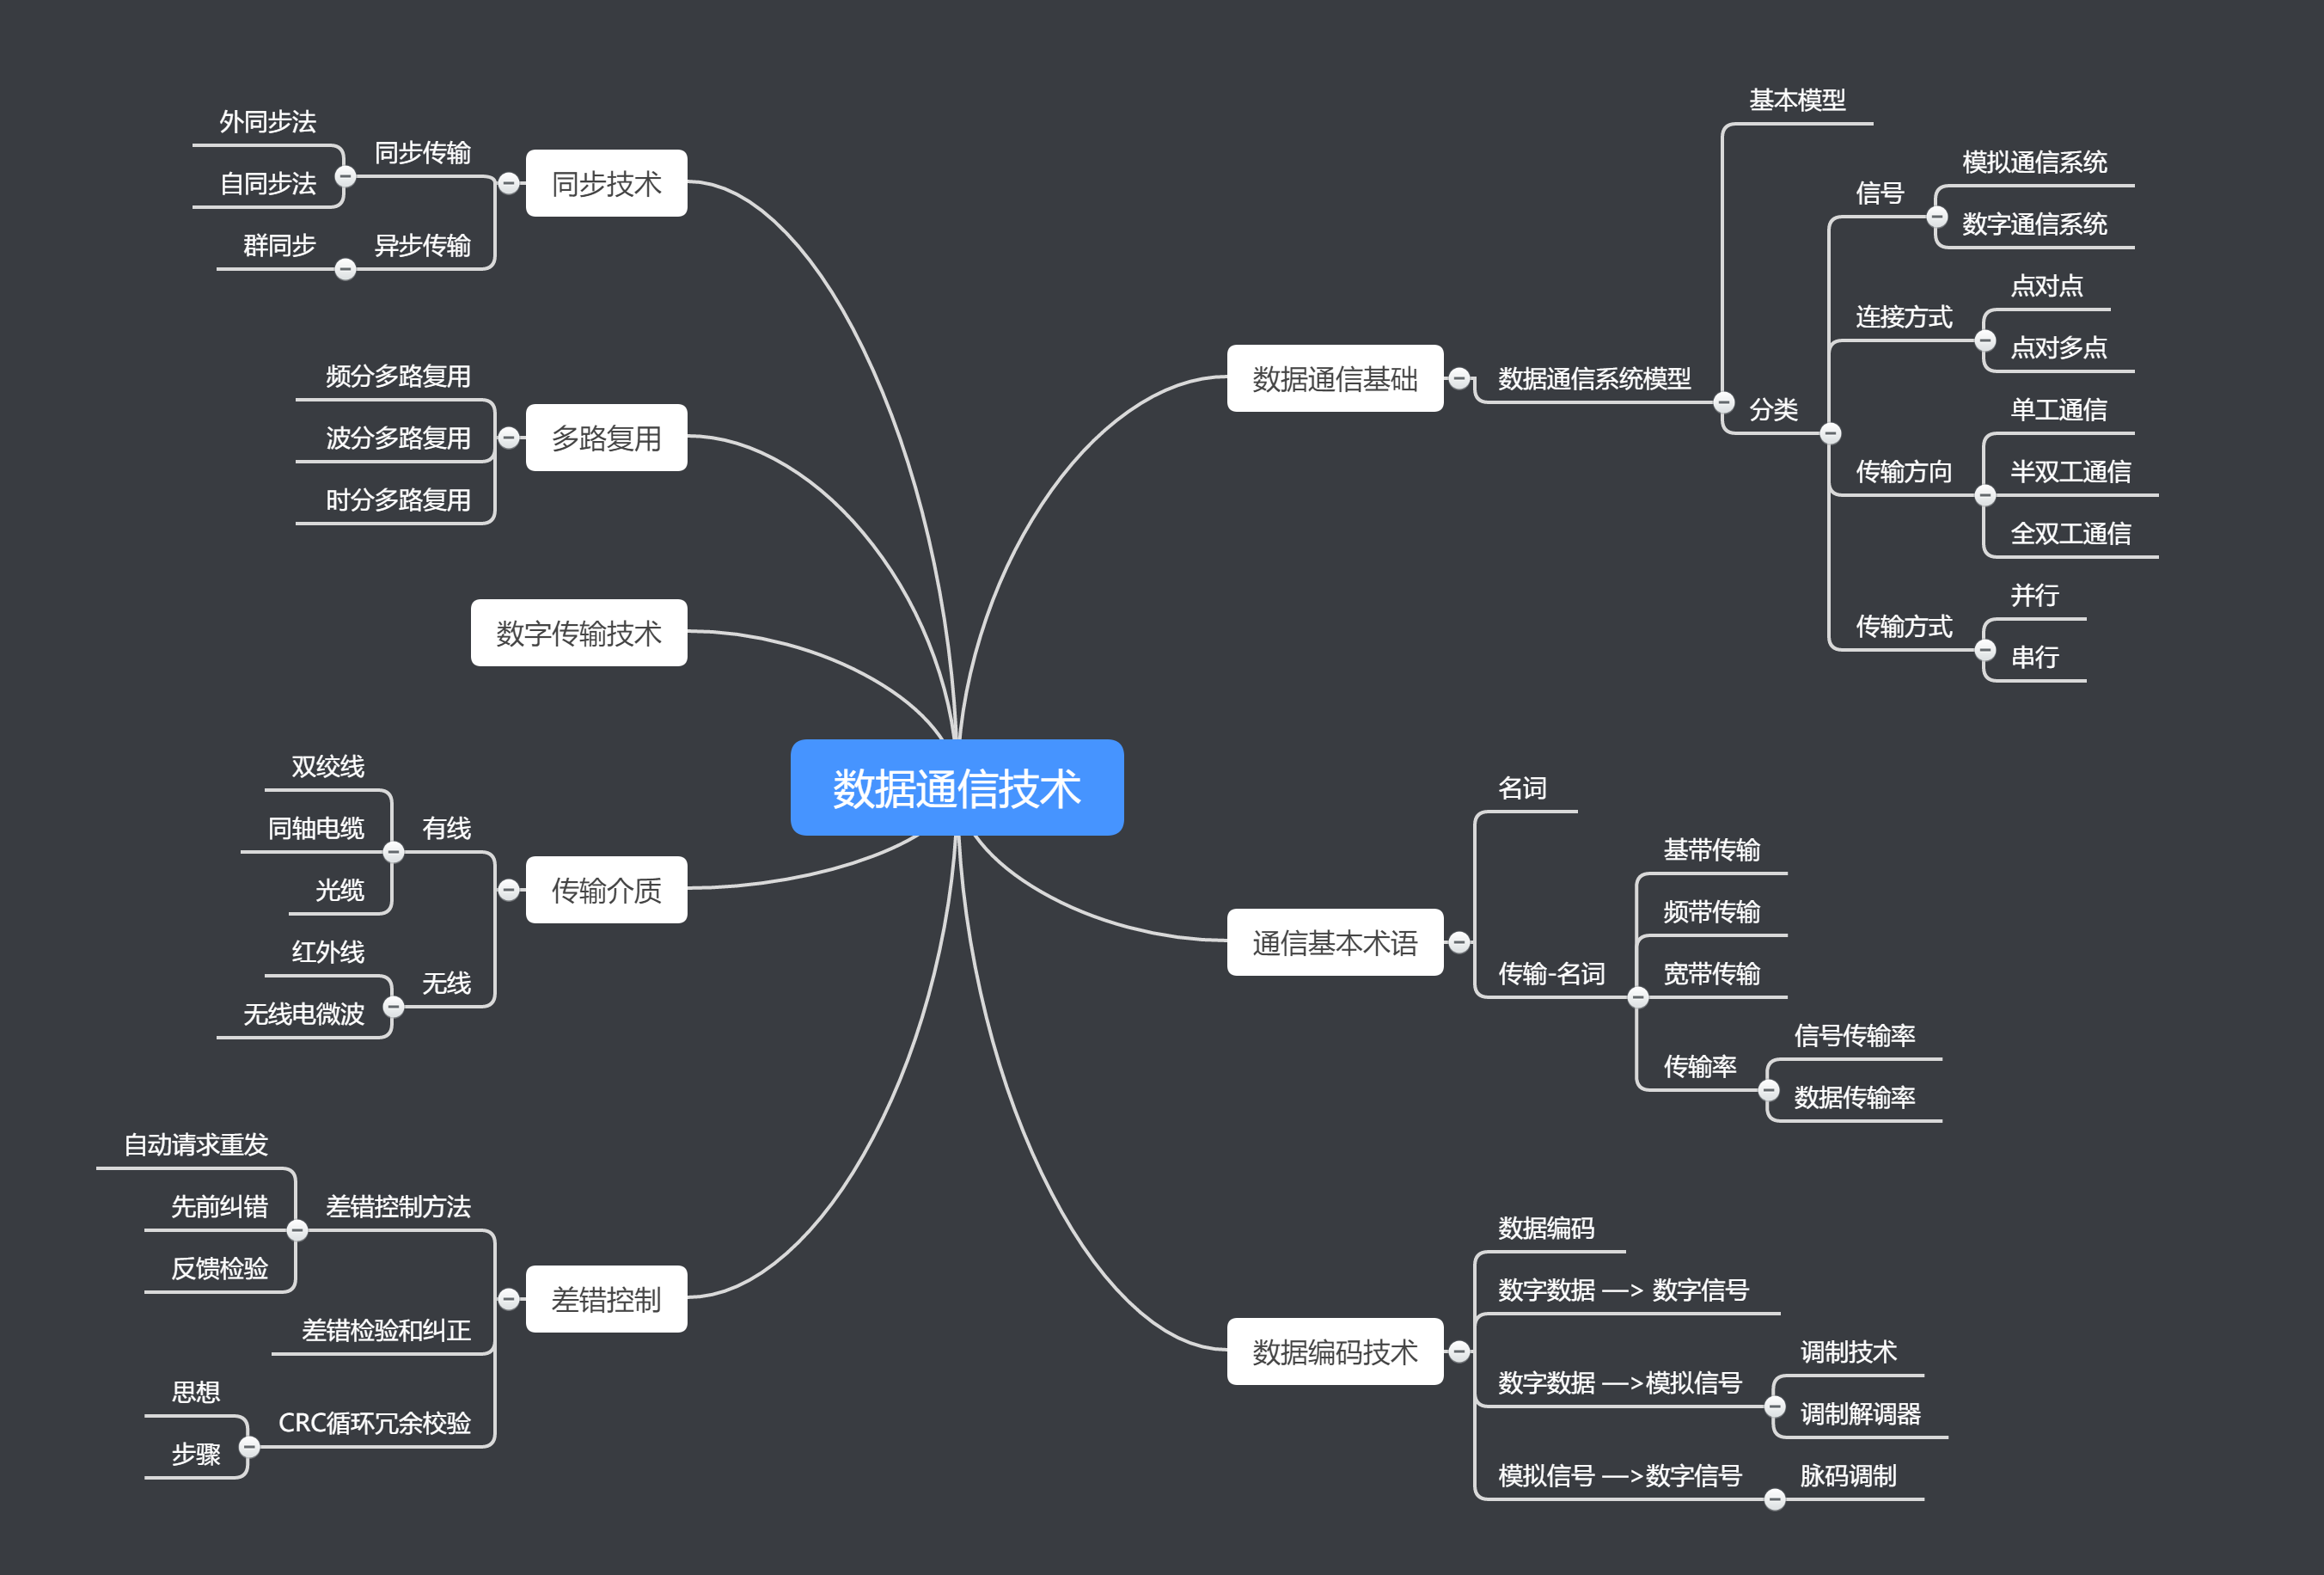 数据通信技术
数据通信基础
数据通信系统模型
基本模型
分类
信号
模拟通信系统
数字通信系统
连接方式
点对点
点对多点
传输方向
单工通信
半双工通信
全双工通信
传输方式
并行
串行
通信基本术语
名词
传输-名词
基带传输
频带传输
宽带传输
传输率
信号传输率
数据传输率
数据编码技术
数据编码
数字数据 —> 数字信号
数字数据 —>模拟信号
调制技术
调制解调器
模拟信号 —>数字信号
脉码调制
同步技术
同步传输
外同步法
自同步法
异步传输
群同步
多路复用
频分多路复用
波分多路复用
时分多路复用
数字传输技术
传输介质
有线
双绞线
同轴电缆
光缆
无线
红外线
无线电微波
差错控制
差错控制方法
自动请求重发
先前纠错
反馈检验
差错检验和纠正
CRC循环冗余校验
思想
步骤